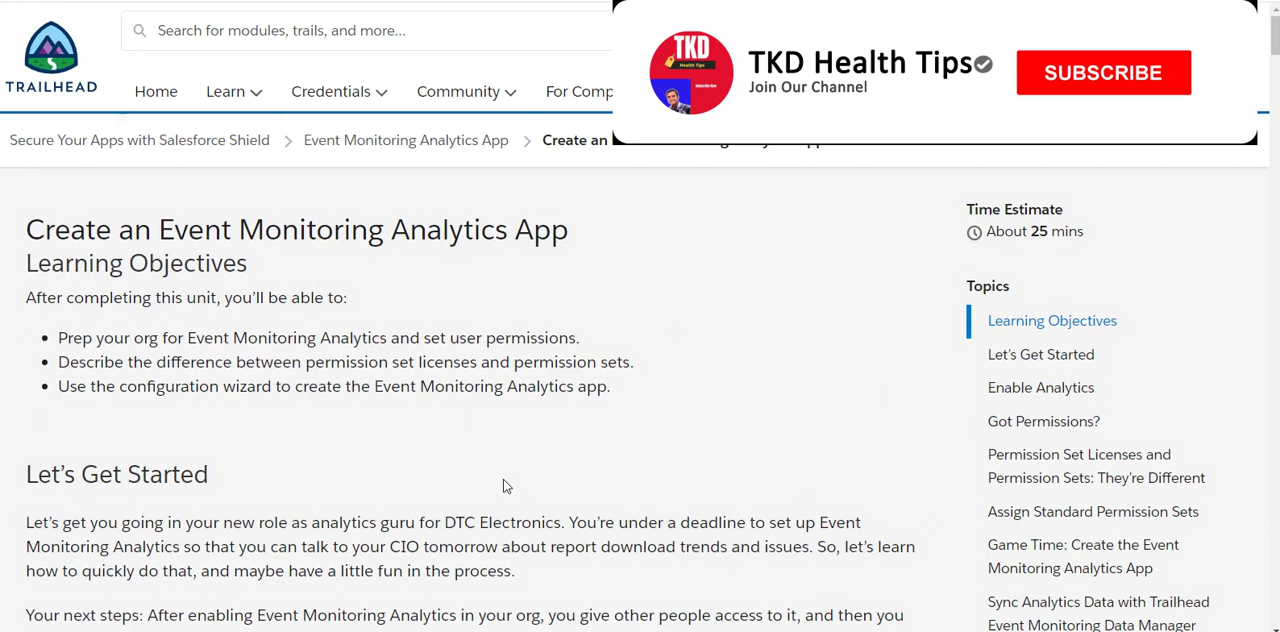 Search for modules, trails, and more...
TRAILHEAD
Home
Learn
Credentials
Community
For Comp
TKD
Health Tips
TKD Health Tips
Join Our Channel
SUBSCRIBE
Secure Your Apps with Salesforce Shield
Event Monitoring Analytics App
Create an
Create an Event Monitoring Analytics App
Learning Objectives
After completing this unit, you’ll be able to:
• Prep your org for Event Monitoring Analytics and set user permissions.
• Describe the difference between permission set licenses and permission sets.
• Use the configuration wizard to create the Event Monitoring Analytics app.
Let’s Get Started
Let’s get you going in your new role as analytics guru for DTC Electronics. You’re under a deadline to set up Event
Monitoring Analytics so that you can talk to your CIO tomorrow about report download trends and issues. So, let’s learn
how to quickly do that, and maybe have a little fun in the process.
Your next steps: After enabling Event Monitoring Analytics in your org, you give other people access to it, and then you
Time Estimate
About 25 mins
Topics
Learning Objectives
Let’s Get Started
Enable Analytics
Got Permissions?
Permission Set Licenses and
Permission Sets: They’re Different
Assign Standard Permission Sets
Game Time: Create the Event
Monitoring Analytics App
Sync Analytics Data with Trailhead
Event Monitoring Data Manager